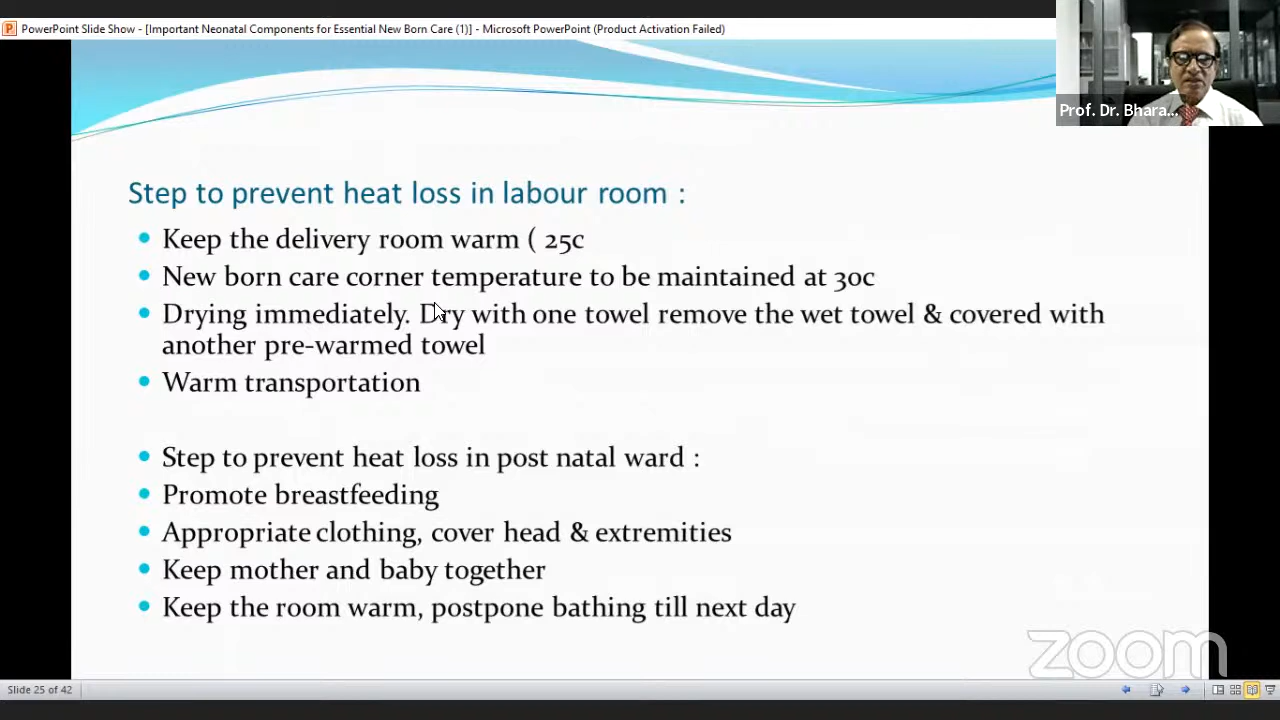 PowerPoint Slide Show - [Important Neonatal Components for Essential New Born Care (1)] - Microsoft PowerPoint (Product Activation Failed)
Prof. Dr. Bhara...
Step to prevent heat loss in labour room :
Keep the delivery room warm ( 25c
New born care corner temperature to be maintained at 30c
Drying immediately. Dry with one towel remove the wet towel & covered with
another pre-warmed towel
Warm transportation
Step to prevent heat loss in post natal ward :
Promote breastfeeding
Appropriate clothing, cover head & extremities
Keep mother and baby together
Keep the room warm, postpone bathing till next day
zoom
Slide 25 of 42